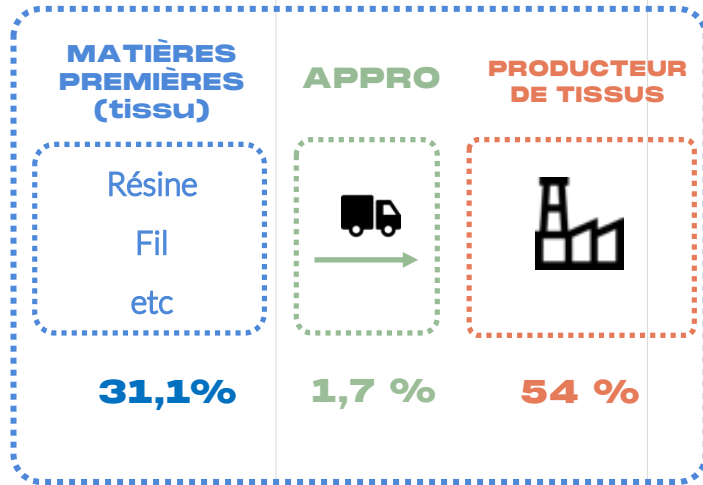 MATIÈRES
PREMIÈRES
(tissu)
APPRO
PRODUCTEUR
DE TISSUS
Résine
Fil
etc
31,1%
1,7 %
54 %